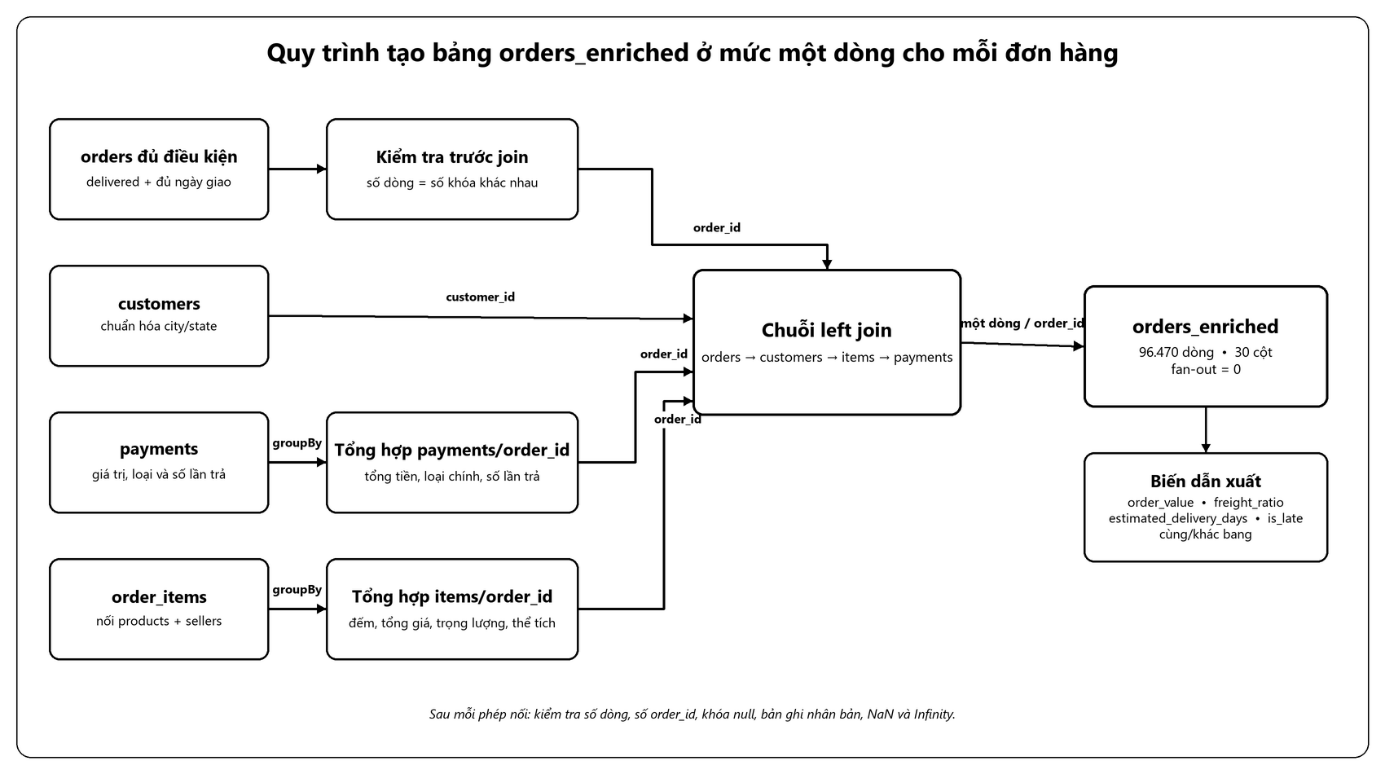 Quy trình tạo bảng orders_enriched ở mức một dòng cho mỗi đơn hàng
orders đủ điều kiện
delivered + đủ ngày giao
Kiểm tra trước join
số dòng = số khóa khác nhau
order_id
customers
chuẩn hóa city/state
customer_id
Chuỗi left join
orders → customers → items → payments
một dòng / order_id
orders_enriched
96.470 dòng • 30 cột
fan-out = 0
order_id
order_id
payments
giá trị, loại và số lần trả
groupBy
Tổng hợp payments/order_id
tổng tiền, loại chính, số lần trả
Biến dẫn xuất
order_value • freight_ratio
estimated_delivery_days • is_late
cùng/khác bang
order_items
nối products + sellers
groupBy
Tổng hợp items/order_id
đếm, tổng giá, trọng lượng, thể tích
Sau mỗi phép nối: kiểm tra số dòng, số order_id, khóa null, bản ghi nhân bản, NaN và Infinity.